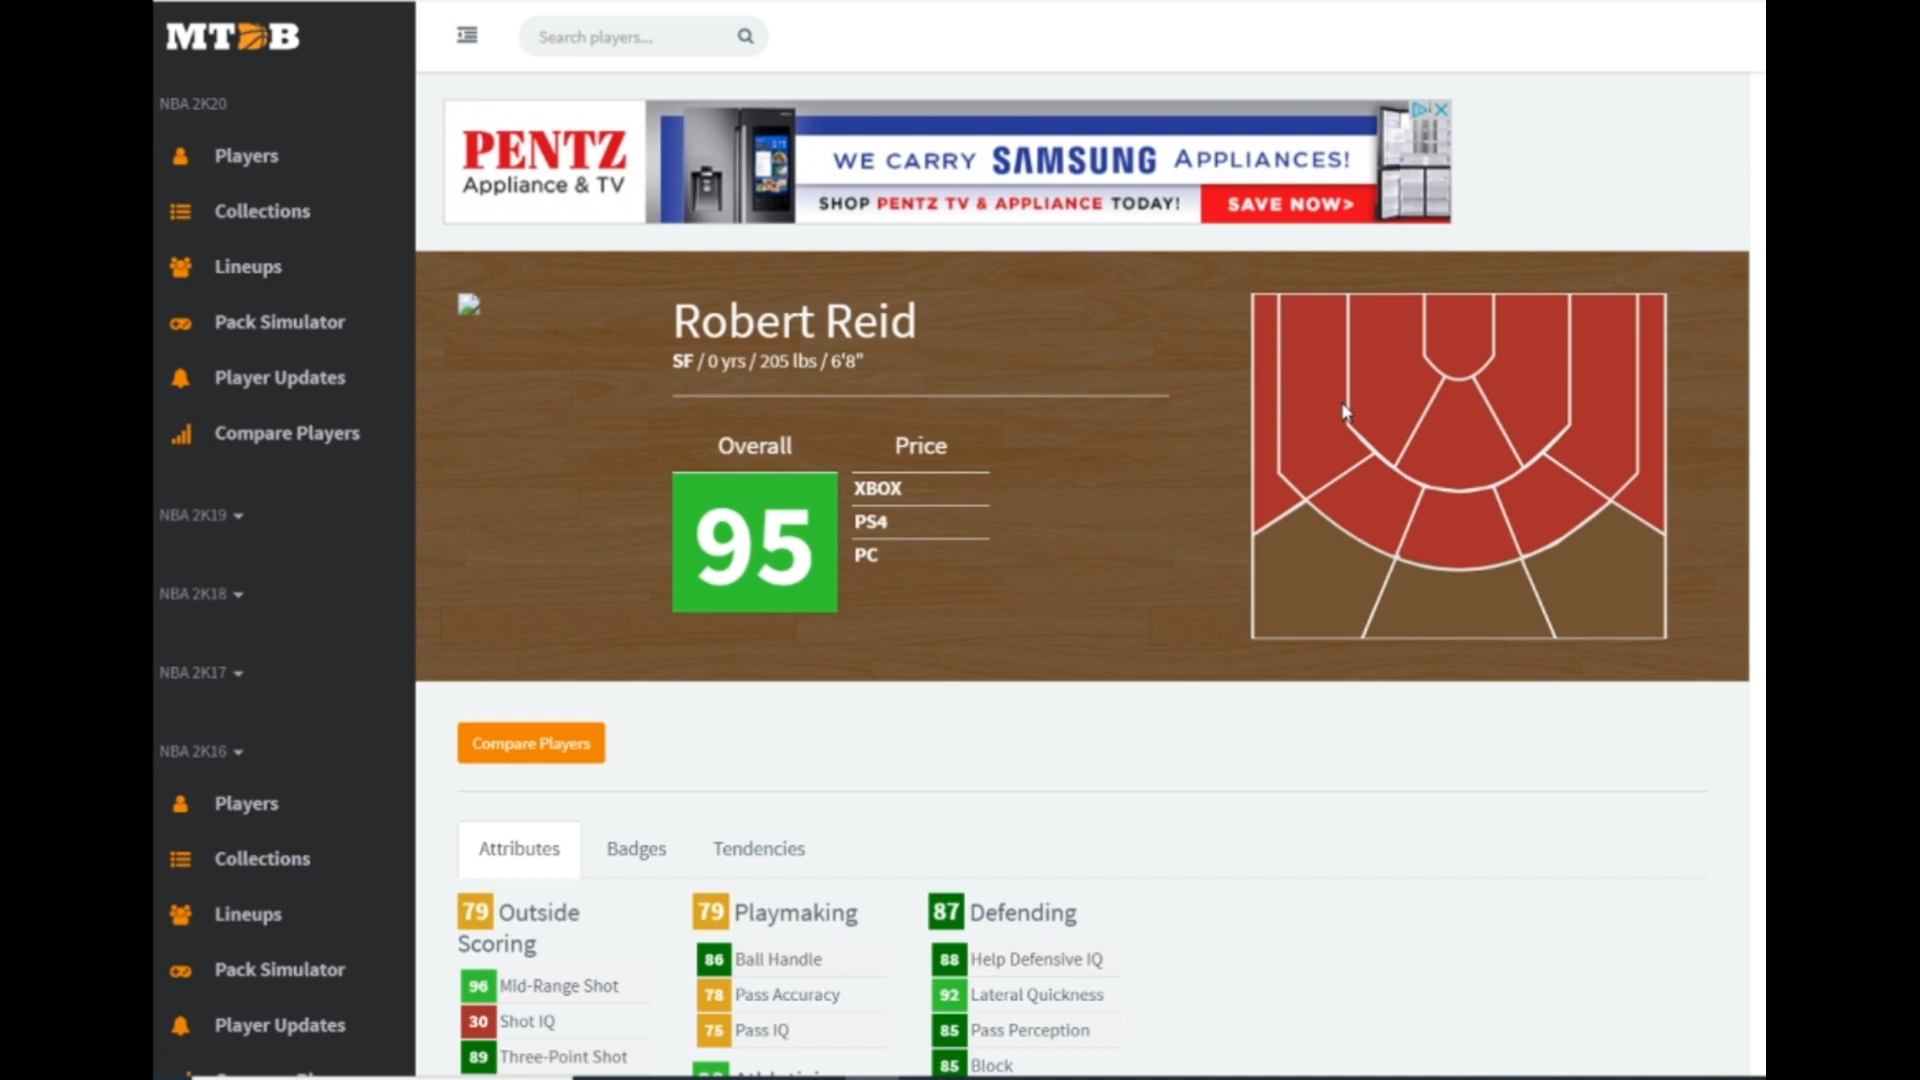 MTDB
NBA 2K20
Players
Collections
Lineups
Pack Simulator
Player Updates
Compare Players
NBA 2K19
NBA 2K18
NBA 2K17
NBA 2K16
Players
Collections
Lineups
Pack Simulator
Player Updates
Search players...
PENTZ
Appliance & TV
WE CARRY SAMSUNG APPLIANCES!
SHOP PENTZ TV & APPLIANCE TODAY!
SAVE NOW>
Robert Reid
SF / 0 yrs / 205 lbs / 6'8"
Overall
95
Price
XBOX
PS4
PC
Compare Players
Attributes Badges Tendencies
79 Outside
Scoring
96 Mid-Range Shot
30 Shot IQ
89 Three-Point Shot
79 Playmaking
86 Ball Handle
78 Pass Accuracy
75 Pass IQ
87 Defending
88 Help Defensive IQ
92 Lateral Quickness
85 Pass Perception
85 Block